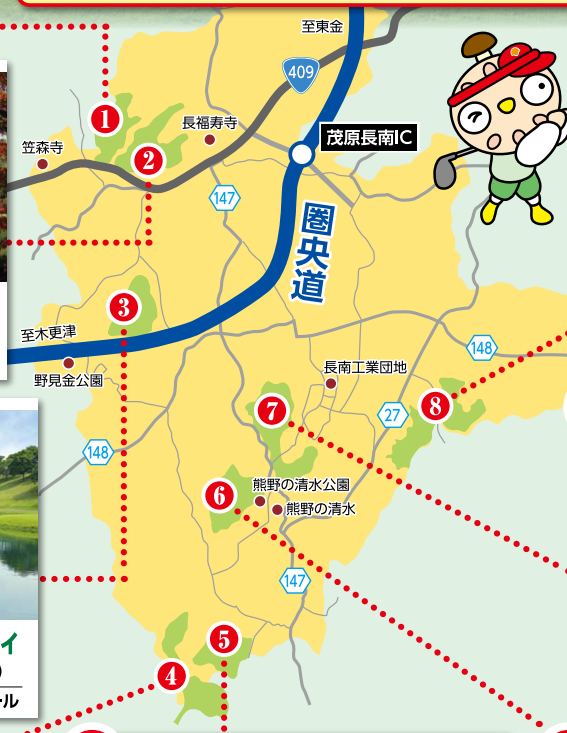 至東金
409
1
長福寿寺
茂原長南IC
笠森寺
2
147
圏央道
3
至木更津
148
野見金公園
長南工業団地
7
27
8
148
6
熊野の清水公園
熊野の清水
イ
)
ール
147
5
4